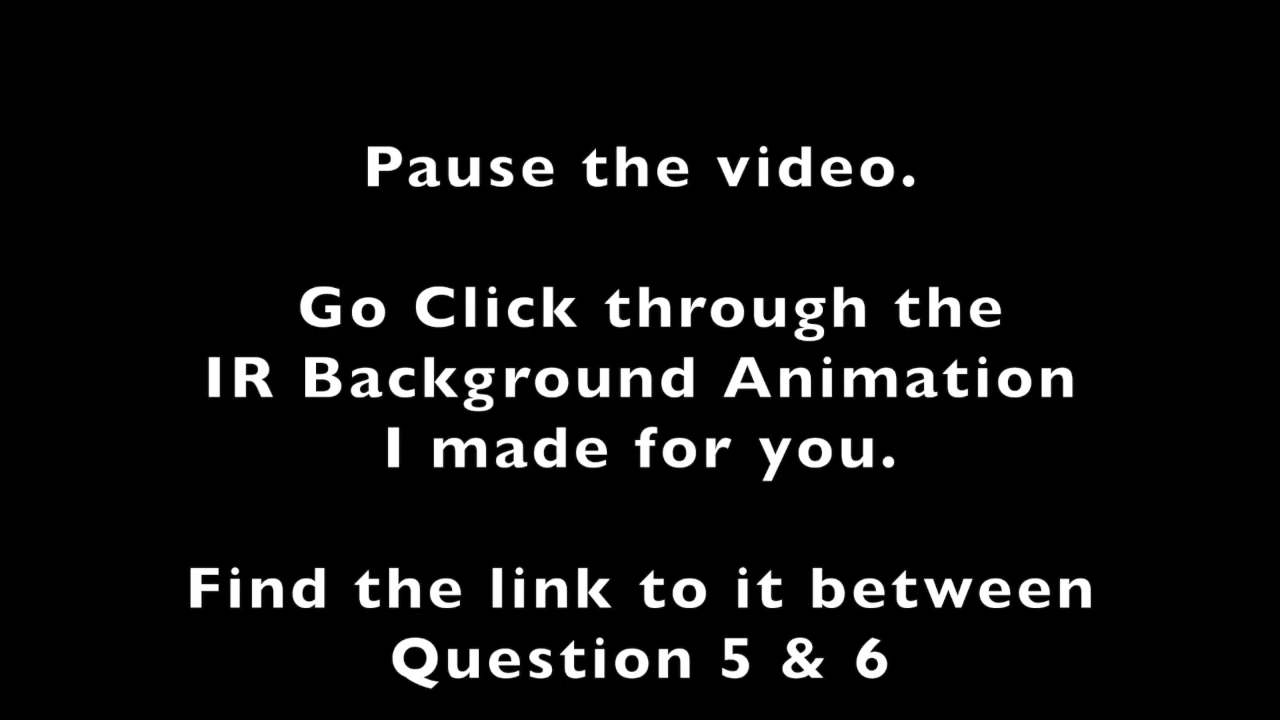 Pause the video.
Go Click through the
IR Background Animation
I made for you.
Find the link to it between
Question 5 & 6